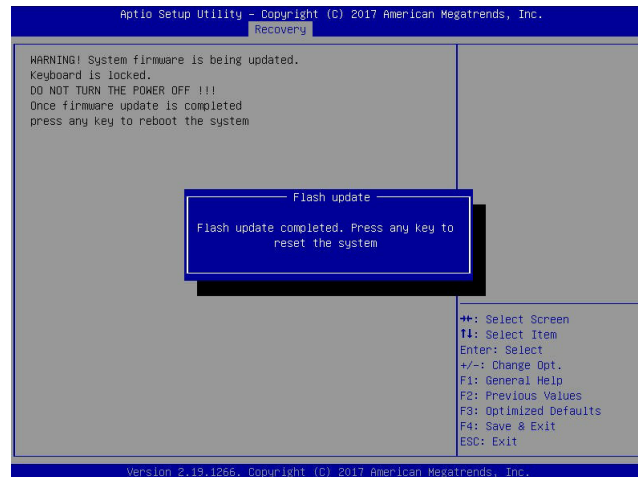 Aptio Setup Utility – Copyright (C) 2017 American Megatrends, Inc.
Recovery
WARNING! System firmware is being updated.
Keyboard is locked.
DO NOT TURN THE POWER OFF !!!
Once firmware update is completed
press any key to reboot the system
Flash update
Flash update completed. Press any key to
reset the system
→←: Select Screen
↑↓: Select Item
Enter: Select
+/-: Change Opt.
F1: General Help
F2: Previous Values
F3: Optimized Defaults
F4: Save & Exit
ESC: Exit
Version 2.19.1266. Copyright (C) 2017 American Megatrends, Inc.